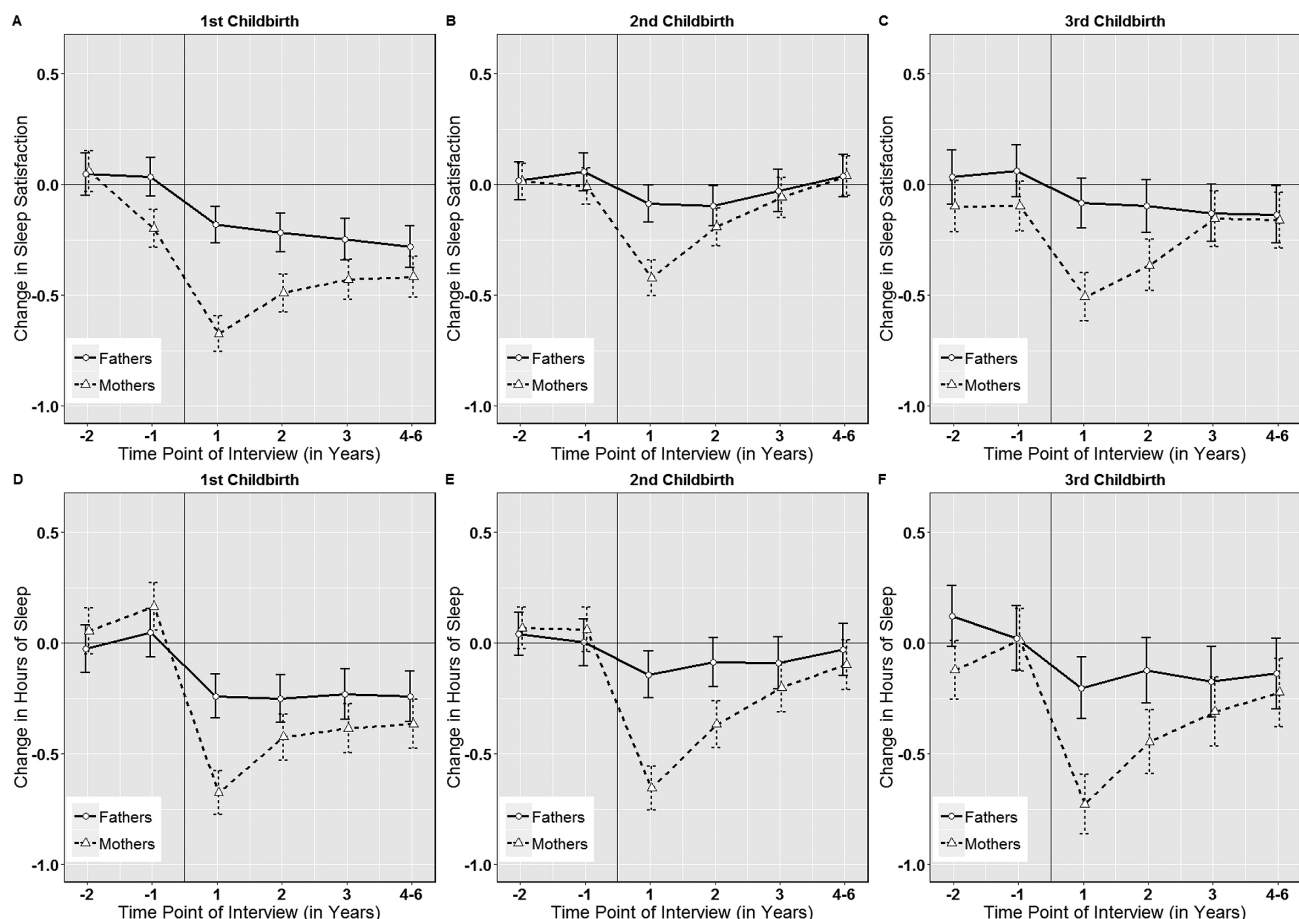 A
1st Childbirth
Change in Sleep Satisfaction
0.5
0.0
-0.5
-1.0
Fathers
Mothers
-2 -1 1 2 3 4-6
Time Point of Interview (in Years)
B
2nd Childbirth
Change in Sleep Satisfaction
0.5
0.0
-0.5
-1.0
Fathers
Mothers
-2 -1 1 2 3 4-6
Time Point of Interview (in Years)
C
3rd Childbirth
Change in Sleep Satisfaction
0.5
0.0
-0.5
-1.0
Fathers
Mothers
-2 -1 1 2 3 4-6
Time Point of Interview (in Years)
D
1st Childbirth
Change in Hours of Sleep
0.5
0.0
-0.5
-1.0
Fathers
Mothers
-2 -1 1 2 3 4-6
Time Point of Interview (in Years)
E
2nd Childbirth
Change in Hours of Sleep
0.5
0.0
-0.5
-1.0
Fathers
Mothers
-2 -1 1 2 3 4-6
Time Point of Interview (in Years)
F
3rd Childbirth
Change in Hours of Sleep
0.5
0.0
-0.5
-1.0
Fathers
Mothers
-2 -1 1 2 3 4-6
Time Point of Interview (in Years)